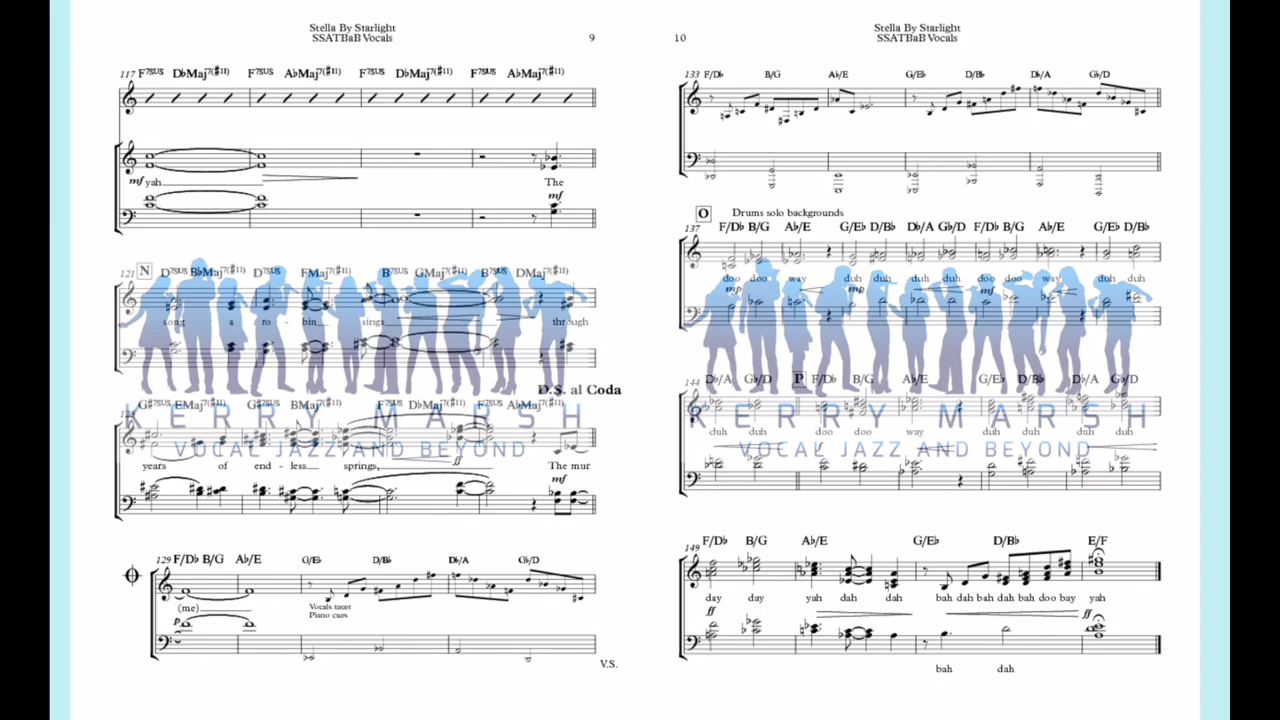 Stella By Starlight
SSATBaB Vocals
9
117 F7SUS D♭Maj7(♯11) F7SUS A♭Maj7(♯11) F7SUS D♭Maj7(♯11) F7SUS A♭Maj7(♯11)
mf yah The
mf
N
121 D7SUS B♭Maj7(♯11) D7SUS FMaj7(♯11) B7SUS GMaj7(♯11) B7SUS DMaj7(♯11)
song a ro - bin sings through
D.S. al Coda
G♯7SUS EMaj7(♯11) G♯7SUS BMaj7(♯11) F7SUS D♭Maj7(♯11) F7SUS A♭Maj7(♯11)
ff
years of end - less springs, The mur
mf
129 F/D♭ B/G A♭/E G/E♭ D/B♭ D♭/A G♭/D
(me) Vocals tacet
Piano cues
p
V.S.
10
Stella By Starlight
SSATBaB Vocals
133 F/D♭ B/G A♭/E G/E♭ D/B♭ D♭/A G♭/D
O Drums solo backgrounds
137 F/D♭ B/G A♭/E G/E♭ D/B♭ D♭/A G♭/D F/D♭ B/G A♭/E G/E♭ D/B♭
doo doo way duh duh duh duh doo doo way duh duh
mp mp mf
144 D♭/A G♭/D P F/D♭ B/G A♭/E G/E♭ D/B♭ D♭/A G♭/D
duh duh doo doo way duh duh duh duh
f
149 F/D♭ B/G A♭/E G/E♭ D/B♭ E/F
day day yah dah dah bah dah bah dah bah doo bay yah
ff ff
bah dah
KERRY MARSH
VOCAL JAZZ AND BEYOND
KERRY MARSH
VOCAL JAZZ AND BEYOND